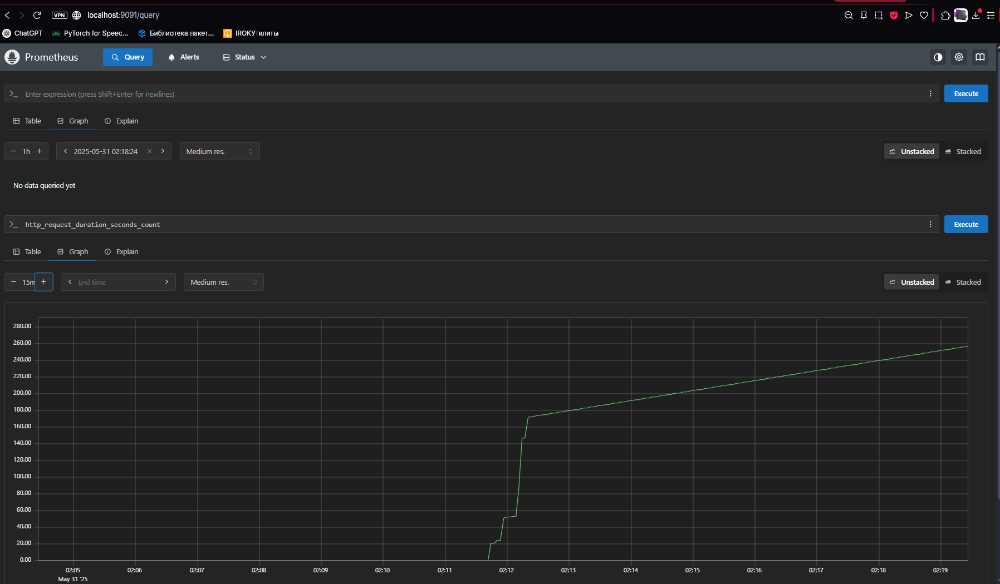 VPN localhost:9091/query
ChatGPT PyTorch for Speec... Библиотека пакет... IROKУтилиты
Prometheus Query Alerts Status
Enter expression (press Shift+Enter for newlines) Execute
Table Graph Explain
1h 2025-05-31 02:18:24 Medium res. Unstacked Stacked
No data queried yet
http_request_duration_seconds_count Execute
Table Graph Explain
15m End time Medium res. Unstacked Stacked
280.00
260.00
240.00
220.00
200.00
180.00
160.00
140.00
120.00
100.00
80.00
60.00
40.00
20.00
0.00
02:05 02:06 02:07 02:08 02:09 02:10 02:11 02:12 02:13 02:14 02:15 02:16 02:17 02:18 02:19
May 31 '25